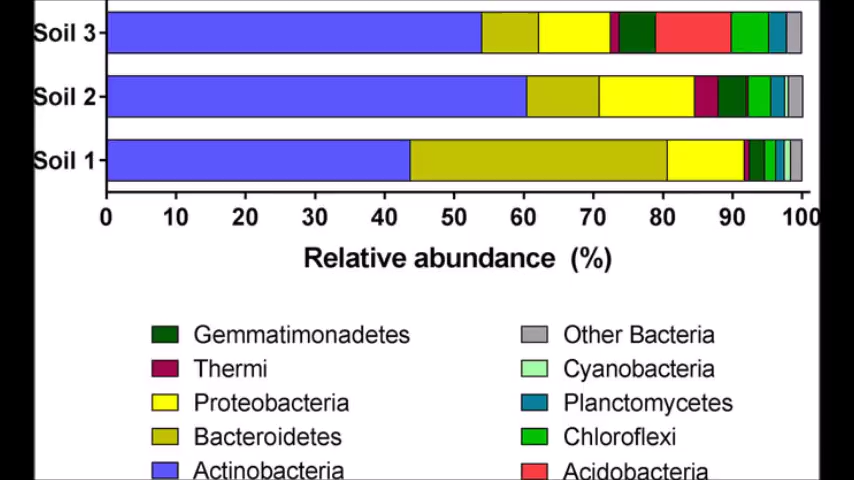 Soil 3
Soil 2
Soil 1
0 10 20 30 40 50 60 70 80 90 100
Relative abundance (%)
Gemmatimonadetes
Thermi
Proteobacteria
Bacteroidetes
Actinobacteria
Other Bacteria
Cyanobacteria
Planctomycetes
Chloroflexi
Acidobacteria